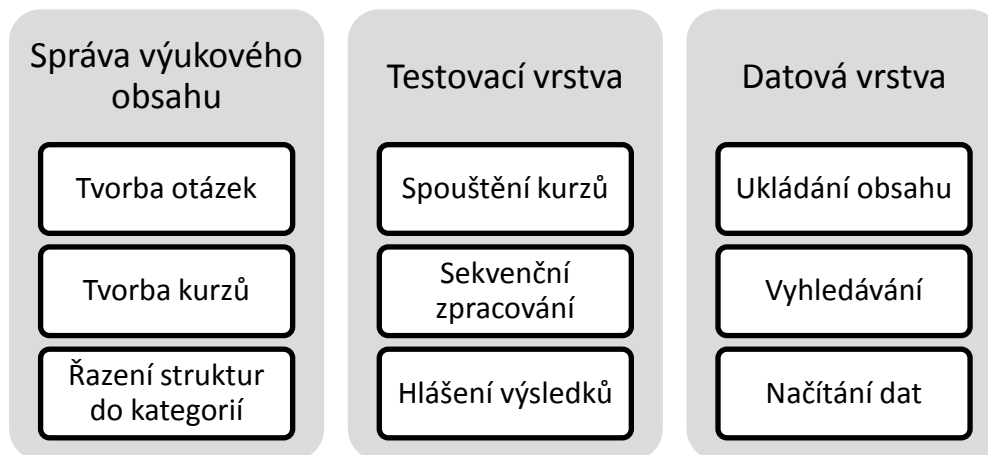 Správa výukového
obsahu
Tvorba otázek
Tvorba kurzů
Řazení struktur
do kategorií
Testovací vrstva
Spouštění kurzů
Sekvenční
zpracování
Hlášení výsledků
Datová vrstva
Ukládání obsahu
Vyhledávání
Načítání dat